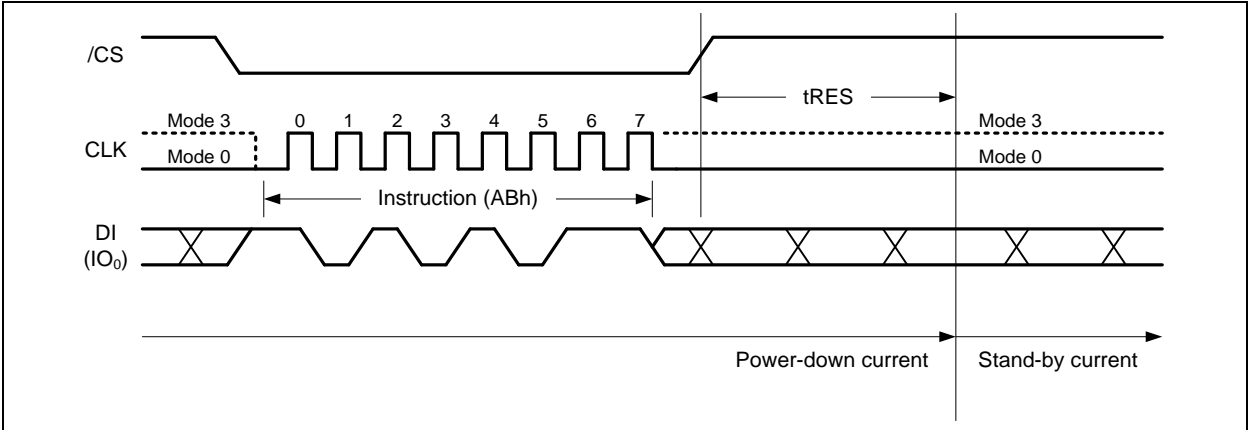 /CS
tRES
Mode 3 0 1 2 3 4 5 6 7 Mode 3
CLK
Mode 0 Mode 0
Instruction (ABh)
DI
(IO₀)
Power-down current Stand-by current